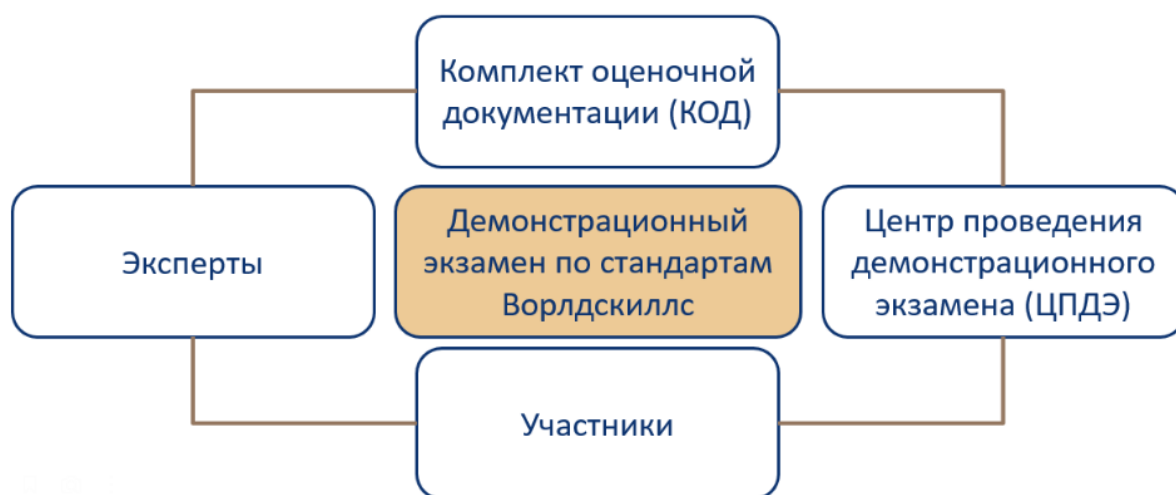 Комплект оценочной
документации (КОД)
Эксперты
Демонстрационный
экзамен по стандартам
Ворлдскиллс
Центр проведения
демонстрационного
экзамена (ЦПДЭ)
Участники